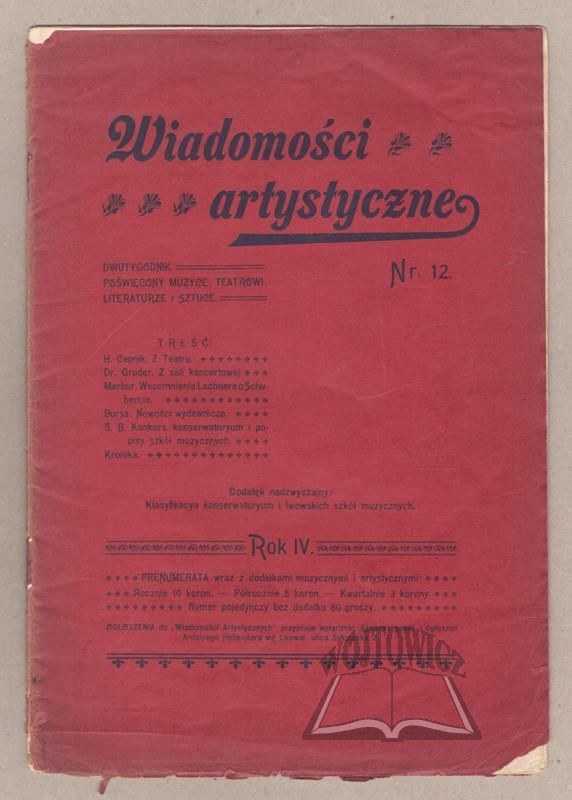 Wiadomości
artystyczne
DWUTYGODNIK
POŚWIĘCONY MUZYCE, TEATROWI,
LITERATURZE i SZTUCE.
Nr. 12.
TREŚĆ:
H. Cepnik. Z Teatru.
Dr. Gruder. Z sali koncertowej
Marbur. Wspomnienia Lachnera o Schu-
bercie.
Bursa. Nowości wydawnicze.
S. B. Konkurs konserwatoryum i po-
pisy szkół muzycznych.
Kronika.
Dodatek nadzwyczajny:
Klasyfikacya konserwatoryum i lwowskich szkół muzycznych.
Rok IV.
PRENUMERATA wraz z dodatkami muzycznymi i artystycznymi:
Rocznie 10 koron. — Półrocznie 5 koron. — Kwartalnie 3 korony.
Numer pojedyńczy bez dodatku 60 groszy.
OGŁOSZENIA do „Wiadomości Artystycznych" przyjmuje wyłącznie i ogłoszeń
Antoniego Hollendera we Lwowie ulica
WÓJTOWICZ